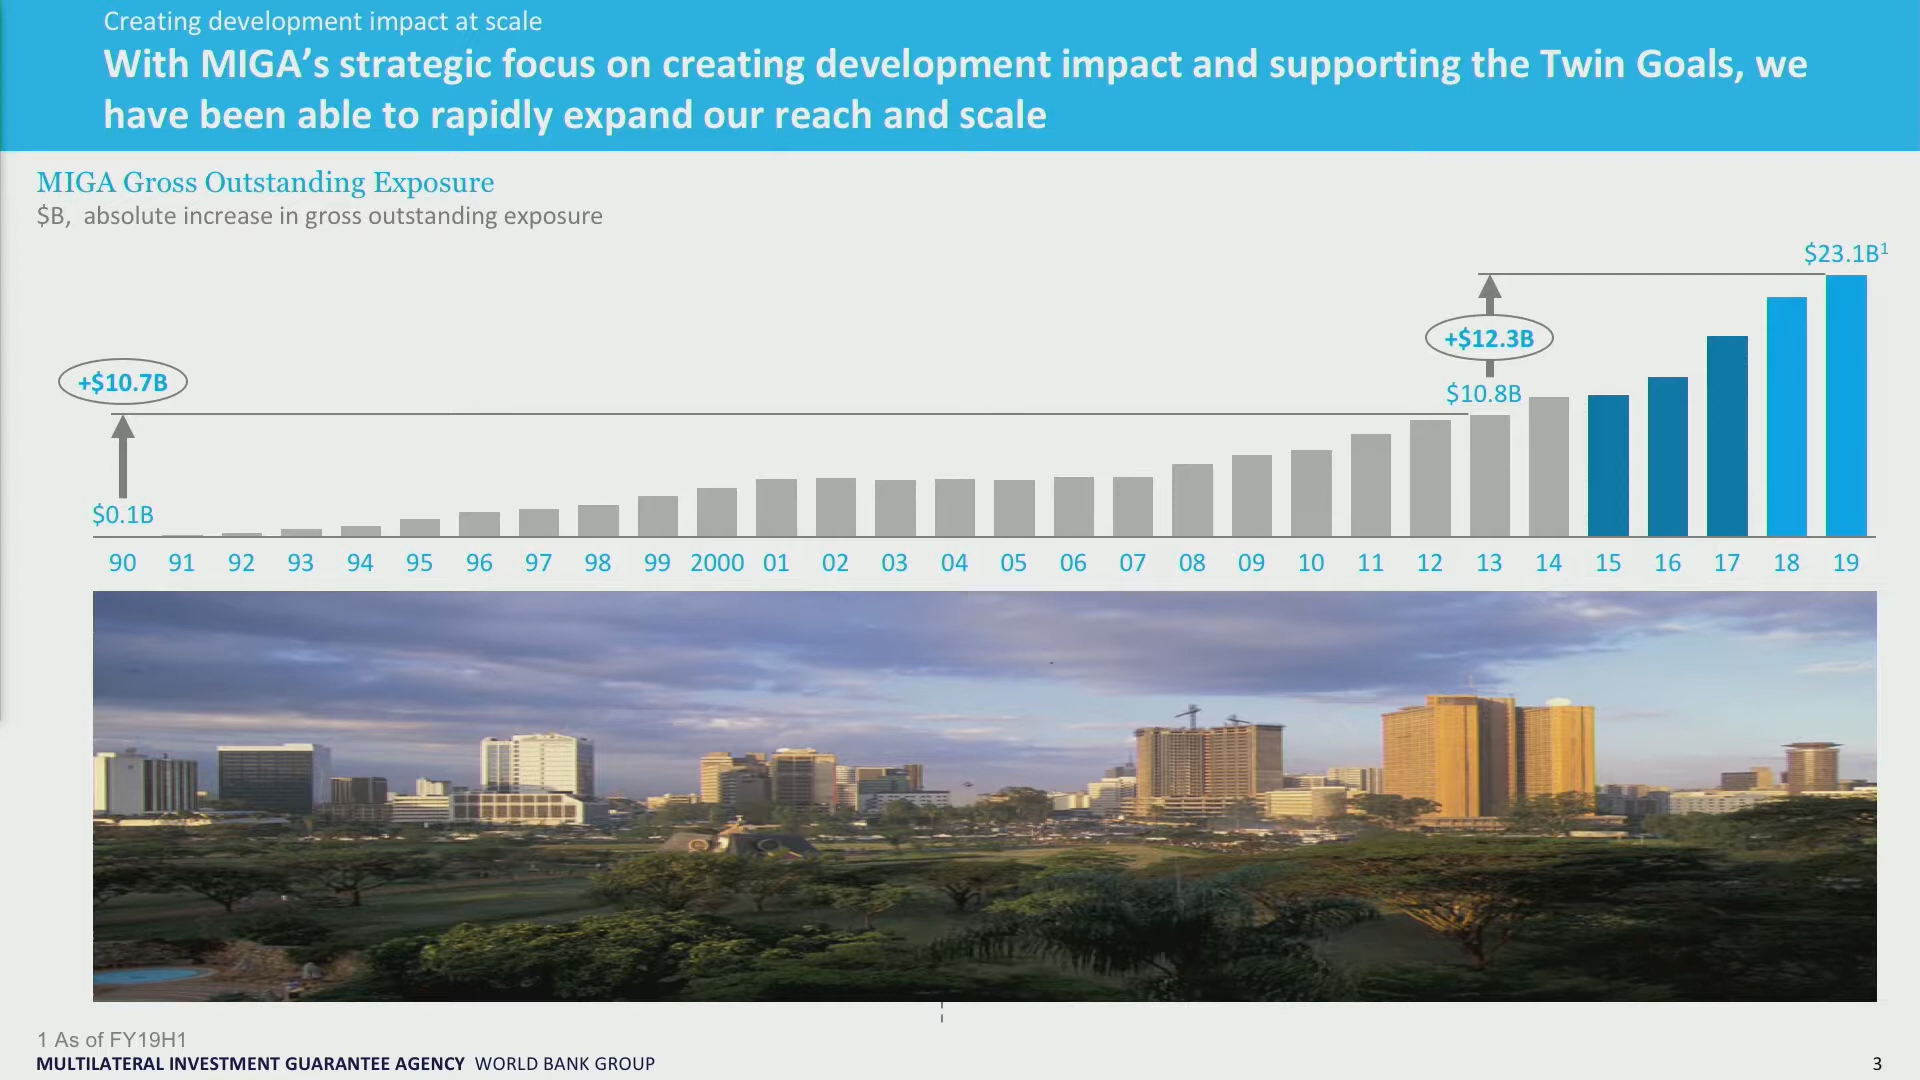 Creating development impact at scale
With MIGA’s strategic focus on creating development impact and supporting the Twin Goals, we
have been able to rapidly expand our reach and scale
MIGA Gross Outstanding Exposure
$B, absolute increase in gross outstanding exposure
$23.1B¹
+$12.3B
+$10.7B
$10.8B
$0.1B
90 91 92 93 94 95 96 97 98 99 2000 01 02 03 04 05 06 07 08 09 10 11 12 13 14 15 16 17 18 19
1 As of FY19H1
MULTILATERAL INVESTMENT GUARANTEE AGENCY WORLD BANK GROUP
3